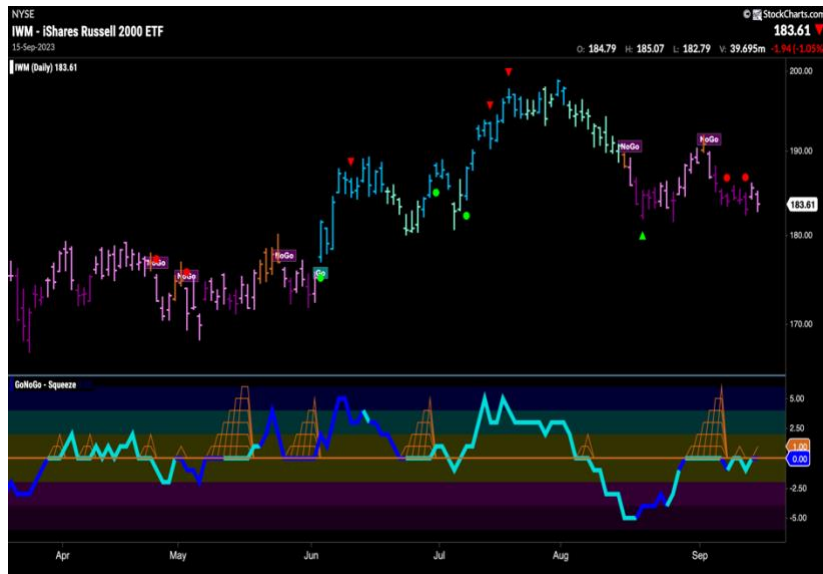 NYSE
© StockCharts.com
IWM - iShares Russell 2000 ETF
183.61
15-Sep-2023
O: 184.79 H: 185.07 L: 182.79 V: 39.695m -1.94 (-1.05%)
IWM (Daily) 183.61
200.00
NoGo
NoGo
190.00
183.61
180.00
NoGo
NoGo
NoGo
Go
170.00
GoNoGo - Squeeze
5.00
2.50
1.00
0.00
-2.50
-5.00
Apr May Jun Jul Aug Sep